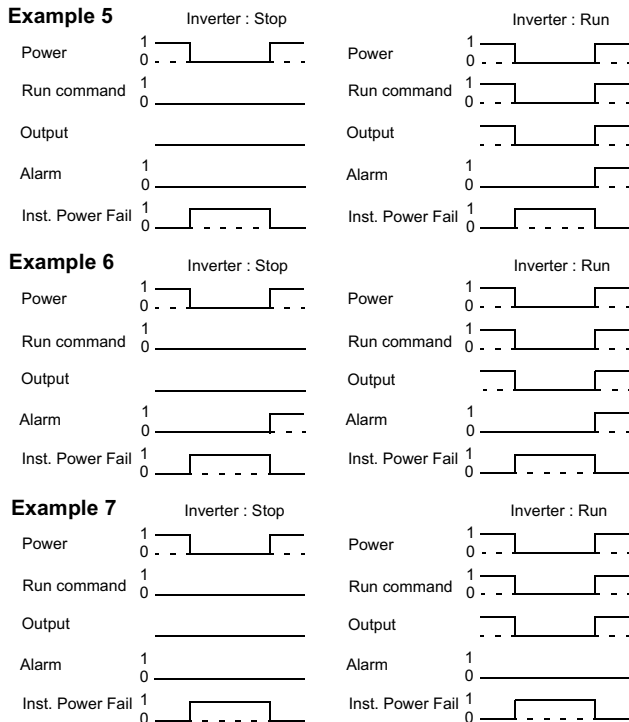 Example 5
Inverter : Stop
Inverter : Run
Power 1 0
Power 1 0
Run command 1 0
Run command 1 0
Output
Output
Alarm 1 0
Alarm 1 0
Inst. Power Fail 1 0
Inst. Power Fail 1 0
Example 6
Inverter : Stop
Inverter : Run
Power 1 0
Power 1 0
Run command 1 0
Run command 1 0
Output
Output
Alarm 1 0
Alarm 1 0
Inst. Power Fail 1 0
Inst. Power Fail 1 0
Example 7
Inverter : Stop
Inverter : Run
Power 1 0
Power 1 0
Run command 1 0
Run command 1 0
Output
Output
Alarm 1 0
Alarm 1 0
Inst. Power Fail 1 0
Inst. Power Fail 1 0